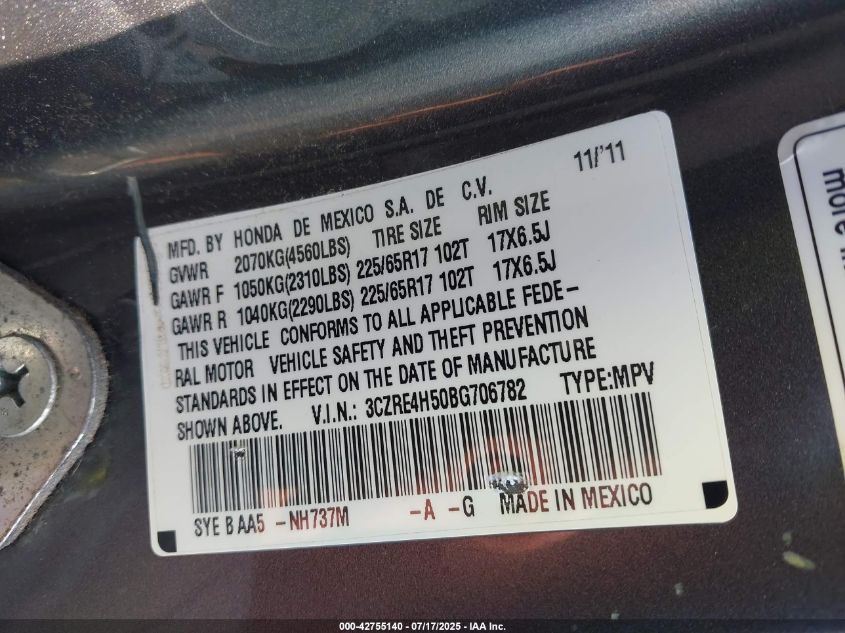 11/'11
MFD. BY HONDA DE MEXICO S.A. DE C.V.
GVWR 2070KG(4560LBS) TIRE SIZE RIM SIZE
GAWR F 1050KG(2310LBS) 225/65R17 102T 17X6.5J
GAWR R 1040KG(2290LBS) 225/65R17 102T 17X6.5J
THIS VEHICLE CONFORMS TO ALL APPLICABLE FEDE-
RAL MOTOR VEHICLE SAFETY AND THEFT PREVENTION
STANDARDS IN EFFECT ON THE DATE OF MANUFACTURE
SHOWN ABOVE. V.I.N.: 3CZRE4H50BG706782 TYPE:MPV
SYE B AA5 -NH737M -A -G MADE IN MEXICO
000-42755140 - 07/17/2025 - IAA Inc.